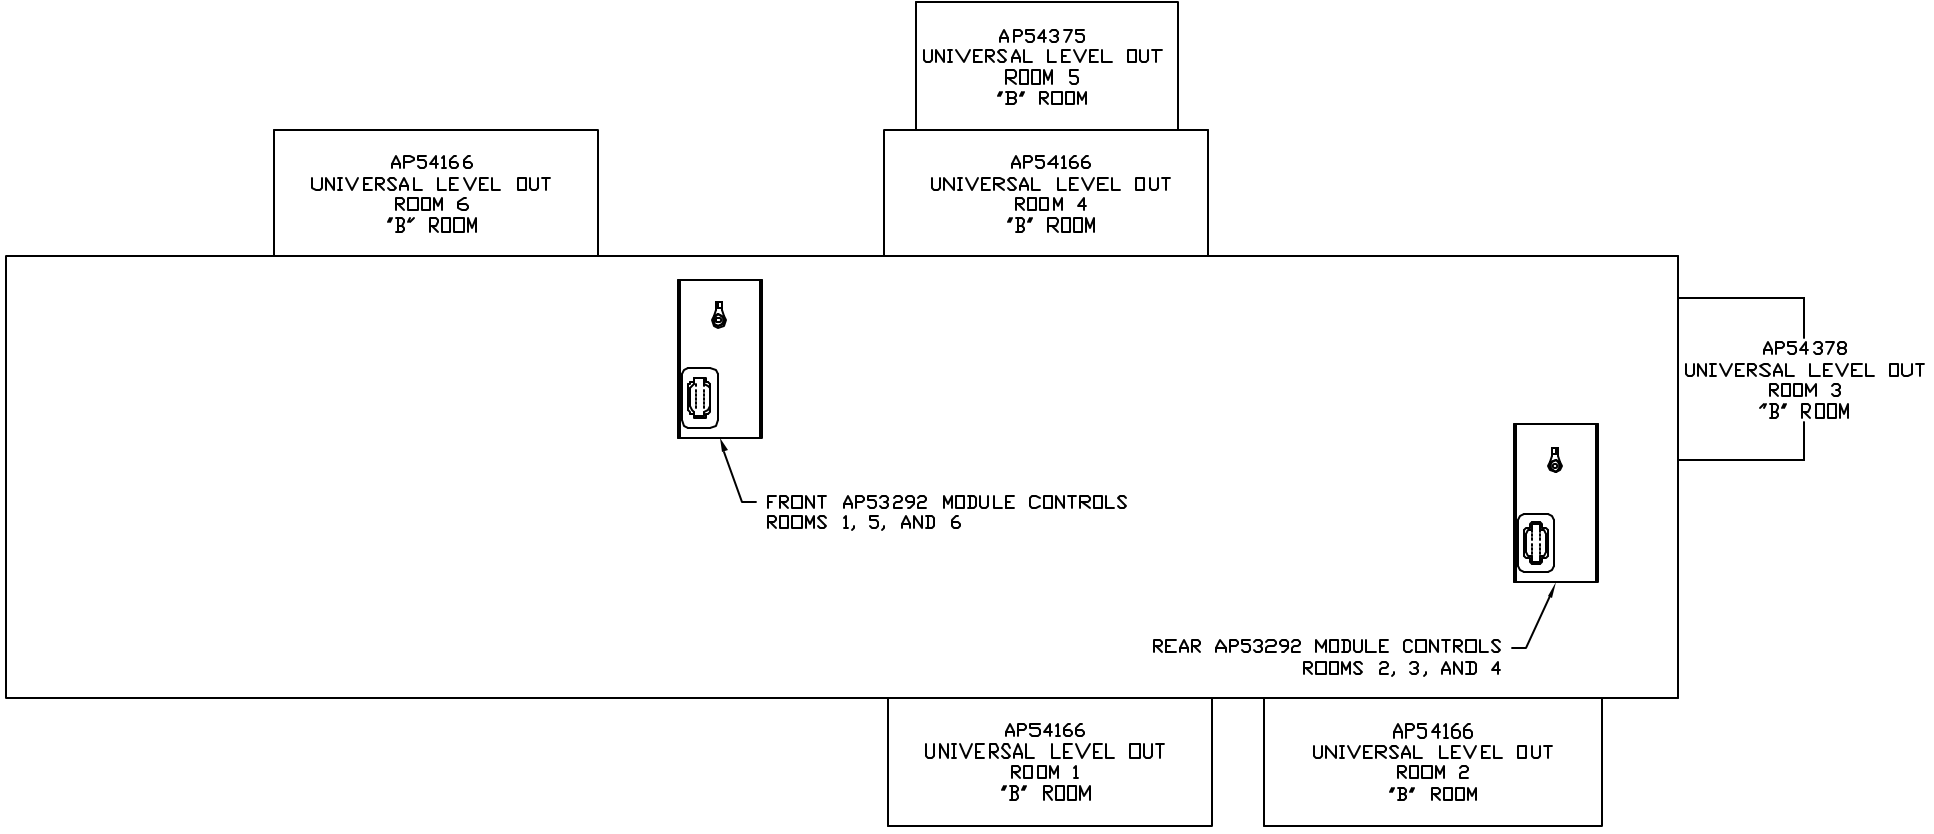 AP54375
UNIVERSAL LEVEL OUT
ROOM 5
"B" ROOM
AP54166
UNIVERSAL LEVEL OUT
ROOM 6
"B" ROOM
AP54166
UNIVERSAL LEVEL OUT
ROOM 4
"B" ROOM
AP54378
UNIVERSAL LEVEL OUT
ROOM 3
"B" ROOM
FRONT AP53292 MODULE CONTROLS
ROOMS 1, 5, AND 6
REAR AP53292 MODULE CONTROLS
ROOMS 2, 3, AND 4
AP54166
UNIVERSAL LEVEL OUT
ROOM 1
"B" ROOM
AP54166
UNIVERSAL LEVEL OUT
ROOM 2
"B" ROOM